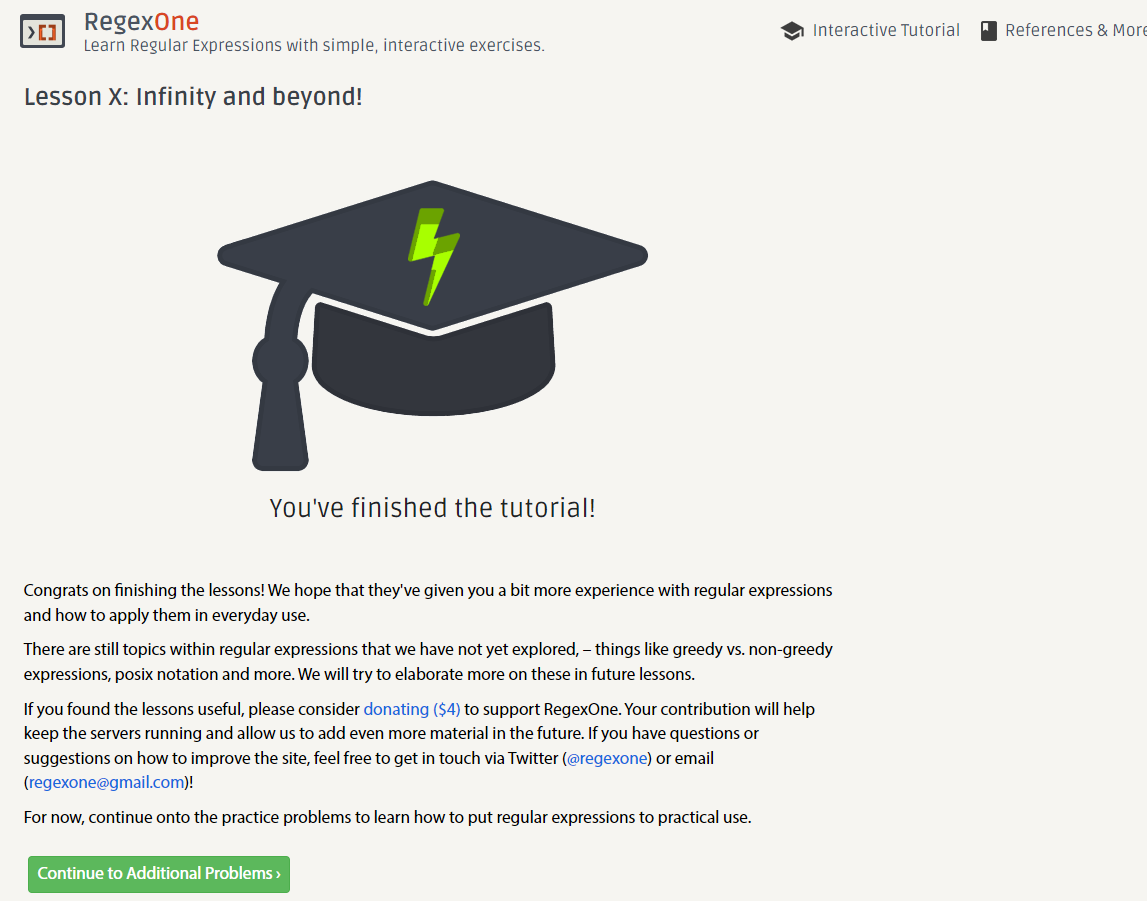 RegexOne
Learn Regular Expressions with simple, interactive exercises.
Interactive Tutorial
References & More
Lesson X: Infinity and beyond!
You've finished the tutorial!
Congrats on finishing the lessons! We hope that they've given you a bit more experience with regular expressions
and how to apply them in everyday use.
There are still topics within regular expressions that we have not yet explored, – things like greedy vs. non-greedy
expressions, posix notation and more. We will try to elaborate more on these in future lessons.
If you found the lessons useful, please consider donating ($4) to support RegexOne. Your contribution will help
keep the servers running and allow us to add even more material in the future. If you have questions or
suggestions on how to improve the site, feel free to get in touch via Twitter (@regexone) or email
(regexone@gmail.com)!
For now, continue onto the practice problems to learn how to put regular expressions to practical use.
Continue to Additional Problems ›